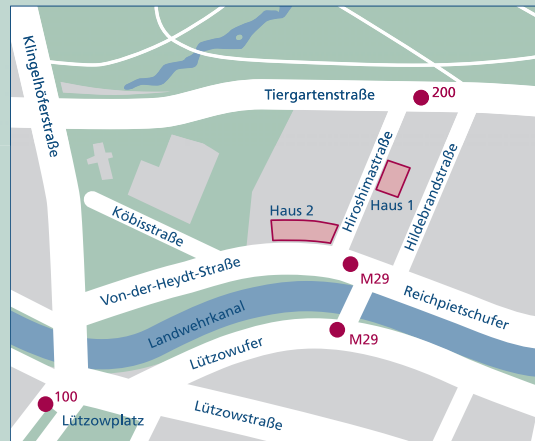 Klingelhöferstraße
Tiergartenstraße
200
Hiroshimastraße
Hildebrandstraße
Haus 1
Haus 2
Köbisstraße
Von-der-Heydt-Straße
M29
Reichpietschufer
Landwehrkanal
M29
Lützowufer
100
Lützowplatz
Lützowstraße